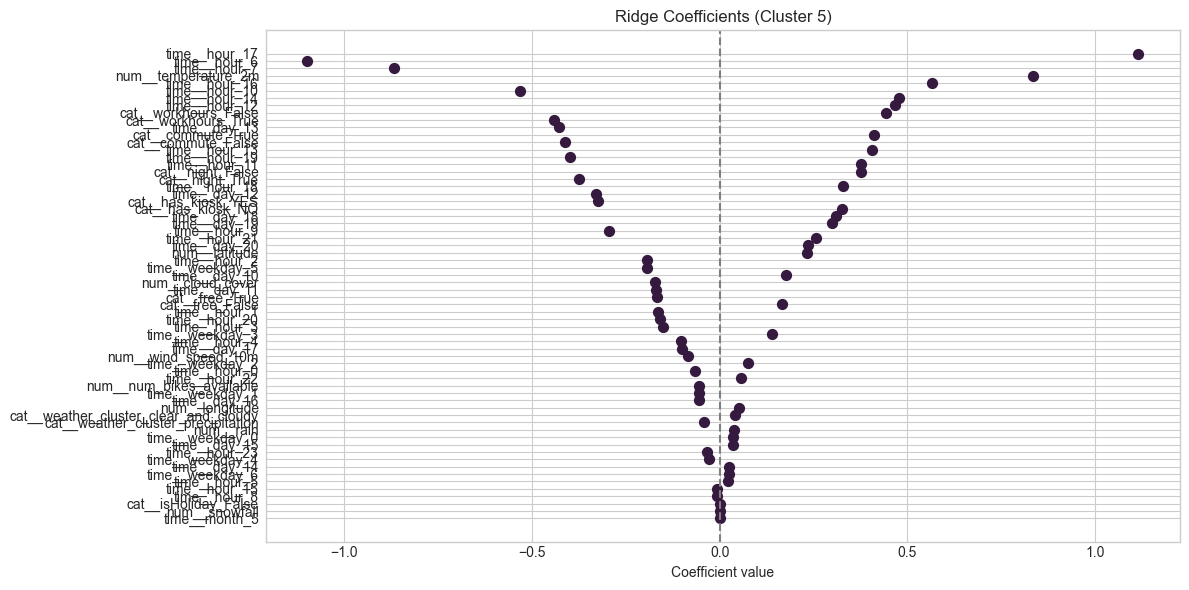 Ridge Coefficients (Cluster 5)
time__hour_17
time__hour_6
time__hour_7
num__temperature_2m
time__hour_16
time__hour_10
time__hour_14
time__hour_12
cat__workhours_False
cat__workhours_True
time__day_13
cat__commute_True
cat__commute_False
time__hour_13
time__hour_19
time__hour_11
cat__night_False
cat__night_True
time__hour_18
time__day_12
cat__has_kiosk_YES
cat__has_kiosk_NO
time__day_18
time__day_19
time__hour_9
time__hour_21
time__day_20
num__latitude
time__hour_2
time__weekday_5
time__day_10
num__cloud_cover
time__day_11
cat__free_True
cat__free_False
time__hour_1
time__hour_20
time__hour_3
time__weekday_3
time__hour_4
time__day_17
num__wind_speed_10m
time__weekday_2
time__hour_0
time__hour_22
num__num_bikes_available
time__weekday_1
time__day_16
num__longitude
cat__weather_cluster_clear_and_cloudy
cat__weather_cluster_precipitation
num__rain
time__weekday_0
time__day_15
time__hour_23
time__weekday_4
time__day_14
time__weekday_6
time__hour_5
time__hour_15
time__hour_8
cat__isHoliday_False
num__snowfall
time__month_5
−1.0 −0.5 0.0 0.5 1.0
Coefficient value